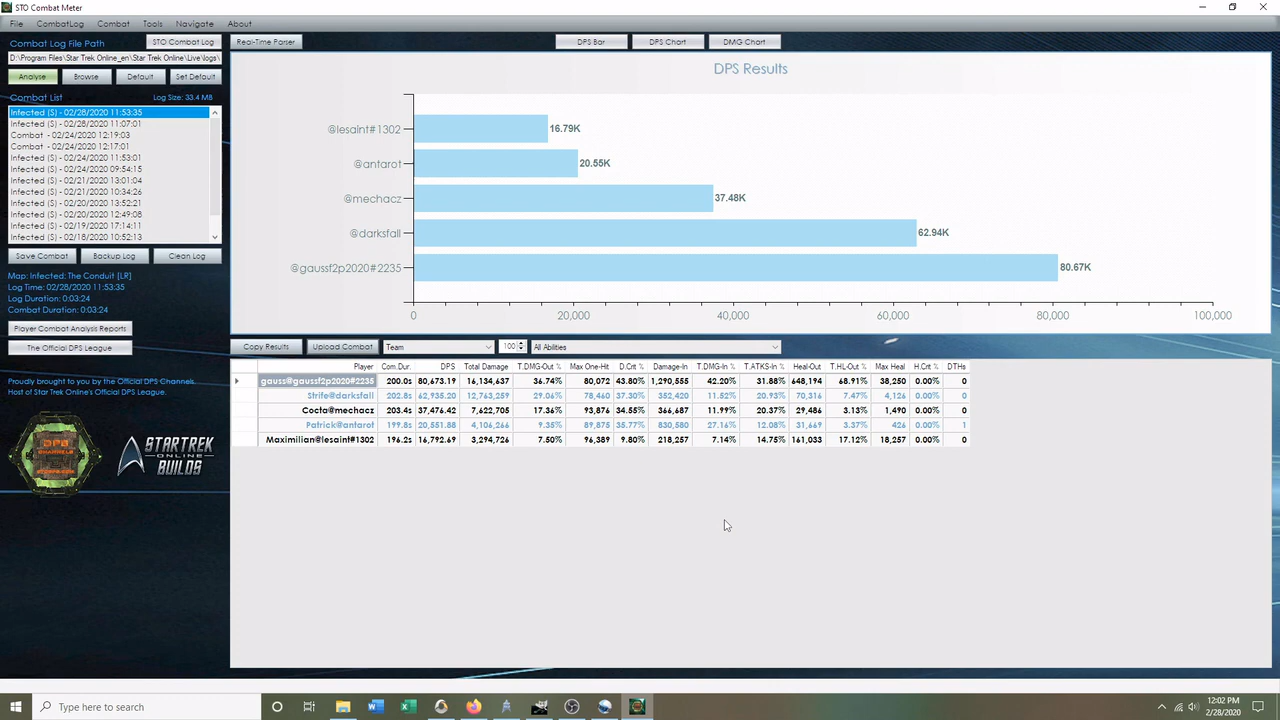 STO Combat Meter
File CombatLog Combat Tools Navigate About
Combat Log File Path STO Combat Log
D:\Program Files\Star Trek Online_en\Star Trek Online\Live\logs\
Analyse Browse Default Set Default
Combat List Log Size: 33.4 MB
Infected (S) - 02/28/2020 11:53:35
Infected (S) - 02/28/2020 11:07:01
Combat - 02/24/2020 12:19:03
Combat - 02/24/2020 12:17:01
Infected (S) - 02/24/2020 11:53:01
Infected (S) - 02/24/2020 09:54:15
Infected (S) - 02/21/2020 13:01:04
Infected (S) - 02/21/2020 10:34:26
Infected (S) - 02/20/2020 13:52:21
Infected (S) - 02/20/2020 12:49:08
Infected (S) - 02/19/2020 17:14:11
Infected (S) - 02/18/2020 10:52:13
Save Combat Backup Log Clean Log
Map: Infected: The Conduit [LR]
Log Time: 02/28/2020 11:53:35
Log Duration: 0:03:24
Combat Duration: 0:03:24
Player Combat Analysis Reports
The Official DPS League
Proudly brought to you by the Official DPS Channels.
Host of Star Trek Online's Official DPS League.
DPS
CHANNELS
STAR TREK
ONLINE
BUILDS
Real-Time Parser DPS Bar DPS Chart DMG Chart
DPS Results
@lesaint#1302 16.79K
@antarot 20.55K
@mechacz 37.48K
@darksfall 62.94K
@gaussf2p2020#2235 80.67K
0 20,000 40,000 60,000 80,000 100,000
Copy Results Upload Combat Team 100 All Abilities
Player Com.Dur. DPS Total Damage T.DMG-Out % Max One-Hit D.Crt % Damage-In T.DMG-In % T.ATKS-In % Heal-Out T.HL-Out % Max Heal H.Crt % DTHs
gauss@gaussf2p2020#2235 200.0s 80,673.19 16,134,637 36.74% 80,072 43.80% 1,290,555 42.20% 31.88% 648,194 68.91% 38,250 0.00% 0
Strife@darksfall 202.8s 62,935.20 12,763,259 29.06% 78,460 37.30% 352,420 11.52% 20.93% 70,316 7.47% 4,126 0.00% 0
Cocta@mechacz 203.4s 37,476.42 7,622,705 17.36% 93,876 34.55% 366,687 11.99% 20.37% 29,486 3.13% 1,490 0.00% 0
Patrick@antarot 199.8s 20,551.88 4,106,266 9.35% 89,875 35.77% 830,580 27.16% 12.08% 31,669 3.37% 426 0.00% 1
Maximilian@lesaint#1302 196.2s 16,792.69 3,294,726 7.50% 96,389 9.80% 218,257 7.14% 14.75% 161,033 17.12% 18,257 0.00% 0
Type here to search
12:02 PM
2/28/2020